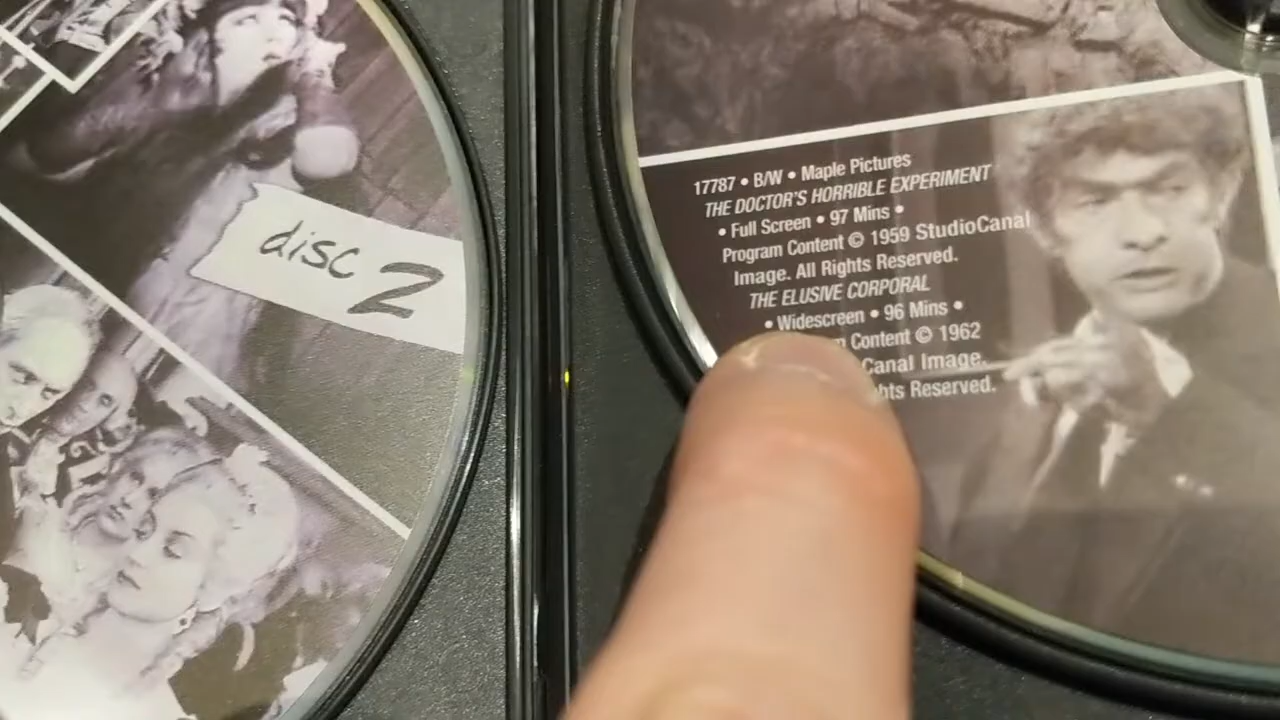 disc 2
17787 • B/W • Maple Pictures
THE DOCTOR'S HORRIBLE EXPERIMENT
• Full Screen • 97 Mins •
Program Content © 1959 StudioCanal
Image. All Rights Reserved.
THE ELUSIVE CORPORAL
• Widescreen • 96 Mins •
Content © 1962
Canal Image.
Reserved.